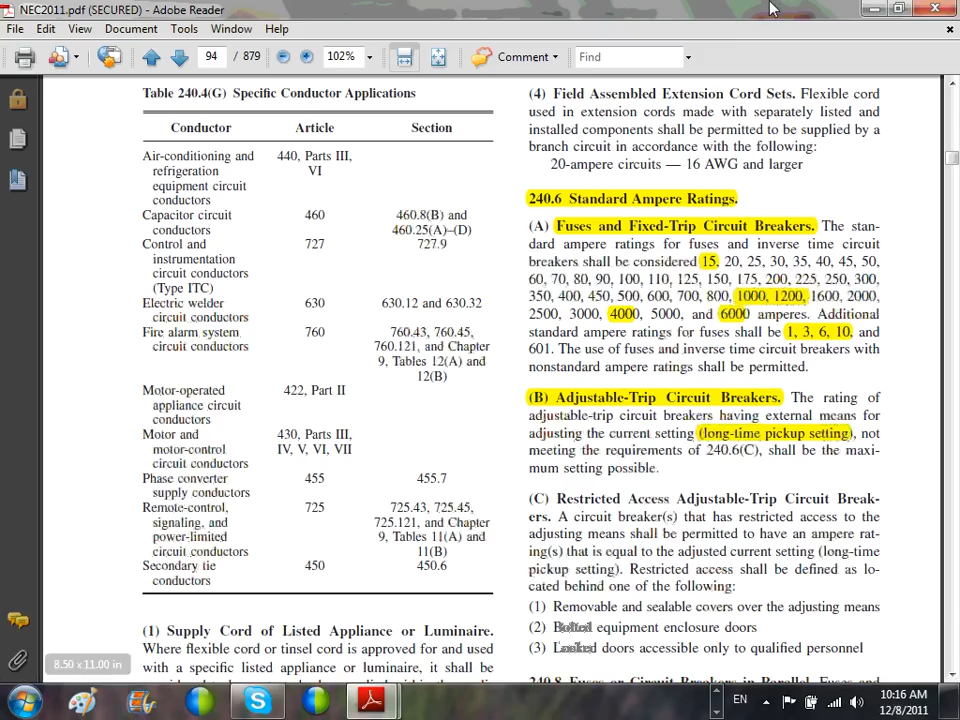 NEC2011.pdf (SECURED) - Adobe Reader
File Edit View Document Tools Window Help
94 / 879 102% Comment Find
Table 240.4(G) Specific Conductor Applications
Conductor Article Section
Air-conditioning and 440, Parts III,
refrigeration VI
equipment circuit
conductors
Capacitor circuit 460 460.8(B) and
conductors 460.25(A)–(D)
Control and 727 727.9
instrumentation
circuit conductors
(Type ITC)
Electric welder 630 630.12 and 630.32
circuit conductors
Fire alarm system 760 760.43, 760.45,
circuit conductors 760.121, and Chapter
9, Tables 12(A) and
12(B)
Motor-operated 422, Part II
appliance circuit
conductors
Motor and 430, Parts III,
motor-control IV, V, VI, VII
circuit conductors
Phase converter 455 455.7
supply conductors
Remote-control, 725 725.43, 725.45,
signaling, and 725.121, and Chapter
power-limited 9, Tables 11(A) and
circuit conductors 11(B)
Secondary tie 450 450.6
conductors
(1) Supply Cord of Listed Appliance or Luminaire.
Where flexible cord or tinsel cord is approved for and used
with a specific listed appliance or luminaire, it shall be
8.50 x 11.00 in
(4) Field Assembled Extension Cord Sets. Flexible cord
used in extension cords made with separately listed and
installed components shall be permitted to be supplied by a
branch circuit in accordance with the following:
20-ampere circuits — 16 AWG and larger
240.6 Standard Ampere Ratings.
(A) Fuses and Fixed-Trip Circuit Breakers. The stan-
dard ampere ratings for fuses and inverse time circuit
breakers shall be considered 15, 20, 25, 30, 35, 40, 45, 50,
60, 70, 80, 90, 100, 110, 125, 150, 175, 200, 225, 250, 300,
350, 400, 450, 500, 600, 700, 800, 1000, 1200, 1600, 2000,
2500, 3000, 4000, 5000, and 6000 amperes. Additional
standard ampere ratings for fuses shall be 1, 3, 6, 10, and
601. The use of fuses and inverse time circuit breakers with
nonstandard ampere ratings shall be permitted.
(B) Adjustable-Trip Circuit Breakers. The rating of
adjustable-trip circuit breakers having external means for
adjusting the current setting (long-time pickup setting), not
meeting the requirements of 240.6(C), shall be the maxi-
mum setting possible.
(C) Restricted Access Adjustable-Trip Circuit Break-
ers. A circuit breaker(s) that has restricted access to the
adjusting means shall be permitted to have an ampere rat-
ing(s) that is equal to the adjusted current setting (long-time
pickup setting). Restricted access shall be defined as lo-
cated behind one of the following:
(1) Removable and sealable covers over the adjusting means
(2) Bolted equipment enclosure doors
(3) Locked doors accessible only to qualified personnel
240.8 Fuses or Circuit Breakers in Parallel. Fuses and
EN 10:16 AM
12/8/2011